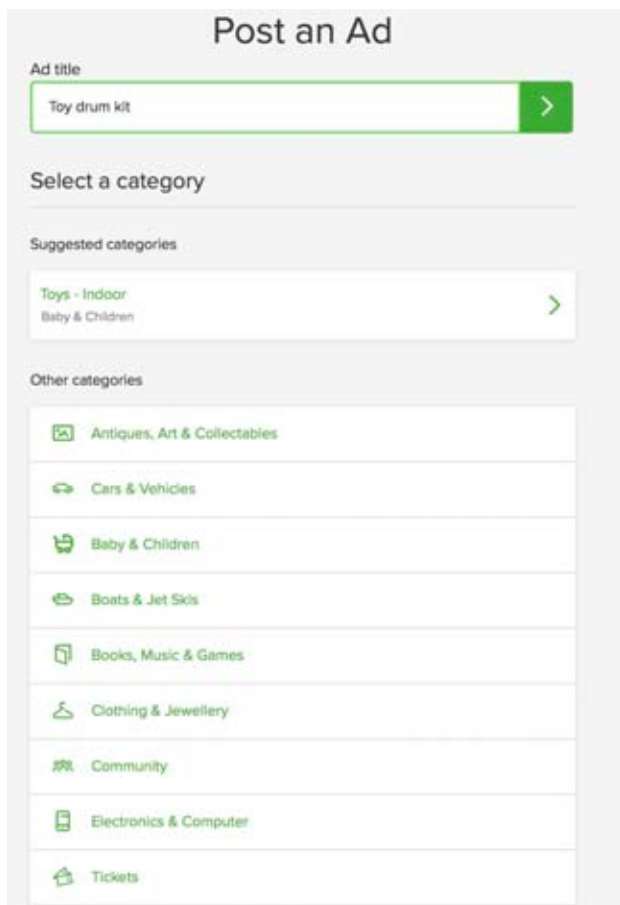 Post an Ad
Ad title
Toy drum kit
Select a category
Suggested categories
Toys - Indoor
Baby & Children
Other categories
Antiques, Art & Collectables
Cars & Vehicles
Baby & Children
Boats & Jet Skis
Books, Music & Games
Clothing & Jewellery
Community
Electronics & Computer
Tickets